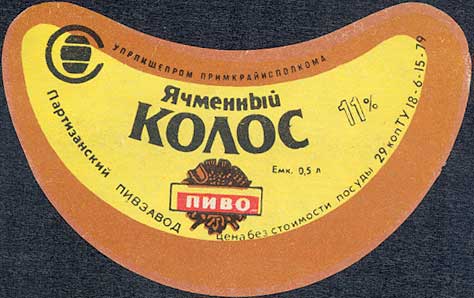 УПРПИЩЕПРОМ ПРИМКРАЙИСПОЛКОМА
Ячменный
КОЛОС
11%
Емк. 0,5 л
ПИВО
Партизанский ПИВЗАВОД
цена без стоимости посуды 29 коп ТУ 18-6-15-79